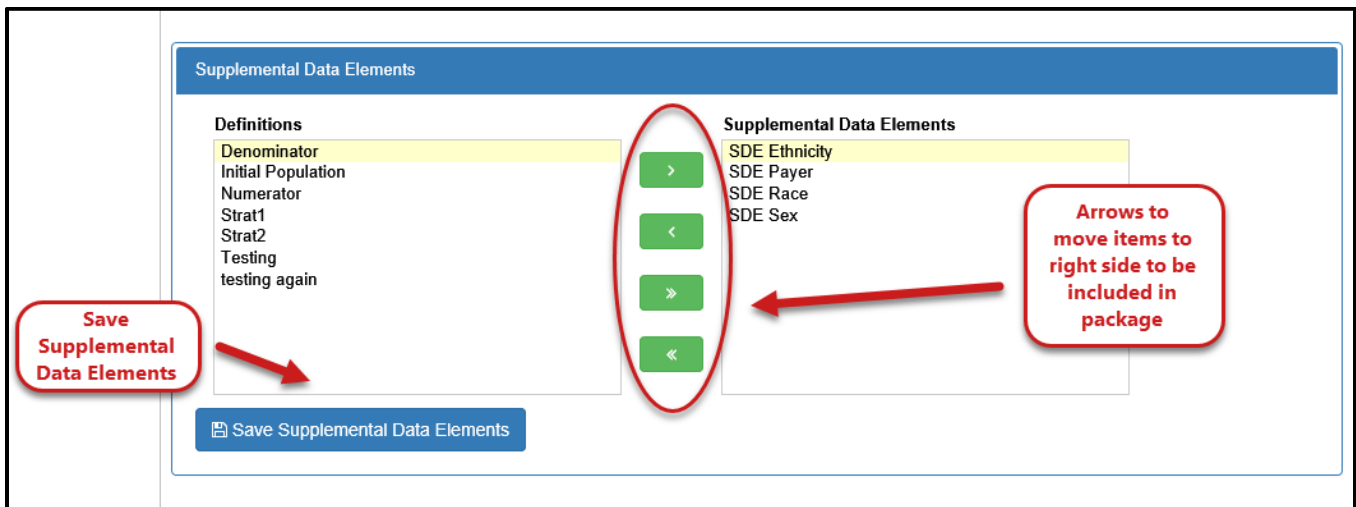 Supplemental Data Elements
Definitions
Denominator
Initial Population
Numerator
Strat1
Strat2
Testing
testing again
>
<
»
«
Supplemental Data Elements
SDE Ethnicity
SDE Payer
SDE Race
SDE Sex
Arrows to
move items to
right side to be
included in
package
Save
Supplemental
Data Elements
Save Supplemental Data Elements